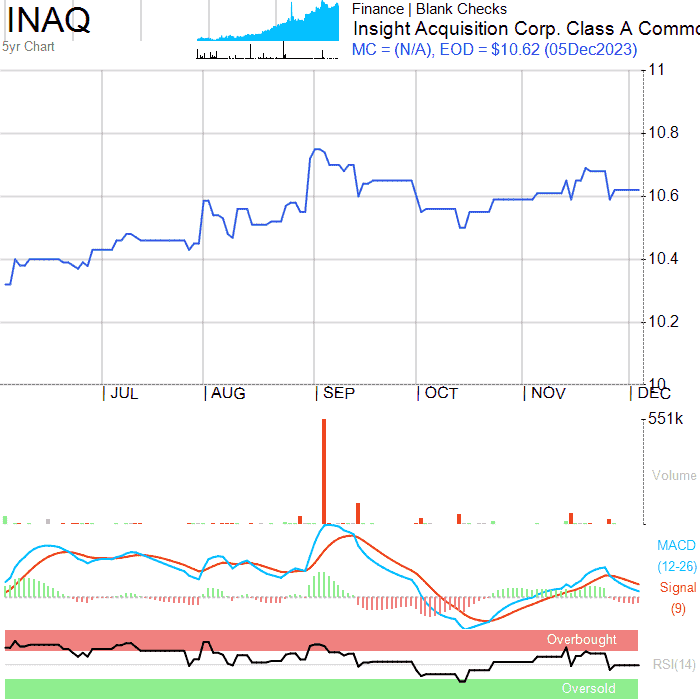 INAQ
5yr Chart
Finance | Blank Checks
Insight Acquisition Corp. Class A Commo
MC = (N/A), EOD = $10.62 (05Dec2023)
11
10.8
10.6
10.4
10.2
10
| JUL | AUG | SEP | OCT | NOV | DEC
551k
Volume
MACD
(12-26)
Signal
(9)
Overbought
RSI(14)
Oversold